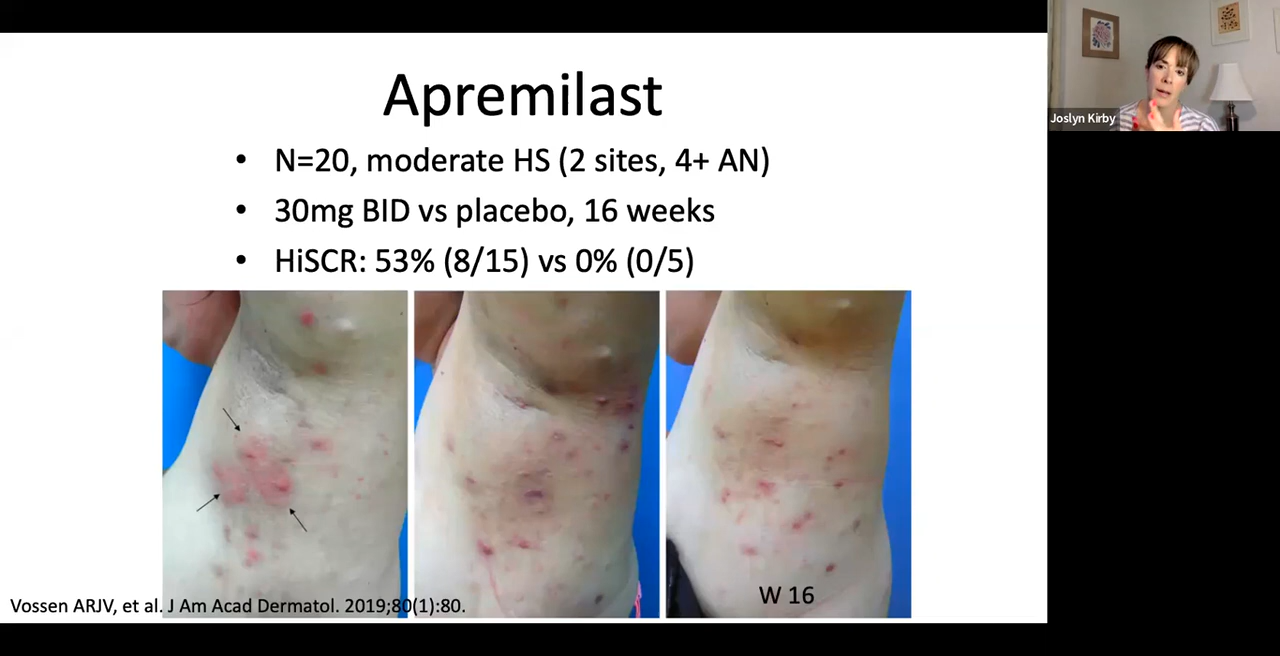 Apremilast
• N=20, moderate HS (2 sites, 4+ AN)
• 30mg BID vs placebo, 16 weeks
• HiSCR: 53% (8/15) vs 0% (0/5)
W 16
Vossen ARJV, et al. J Am Acad Dermatol. 2019;80(1):80.
Joslyn Kirby